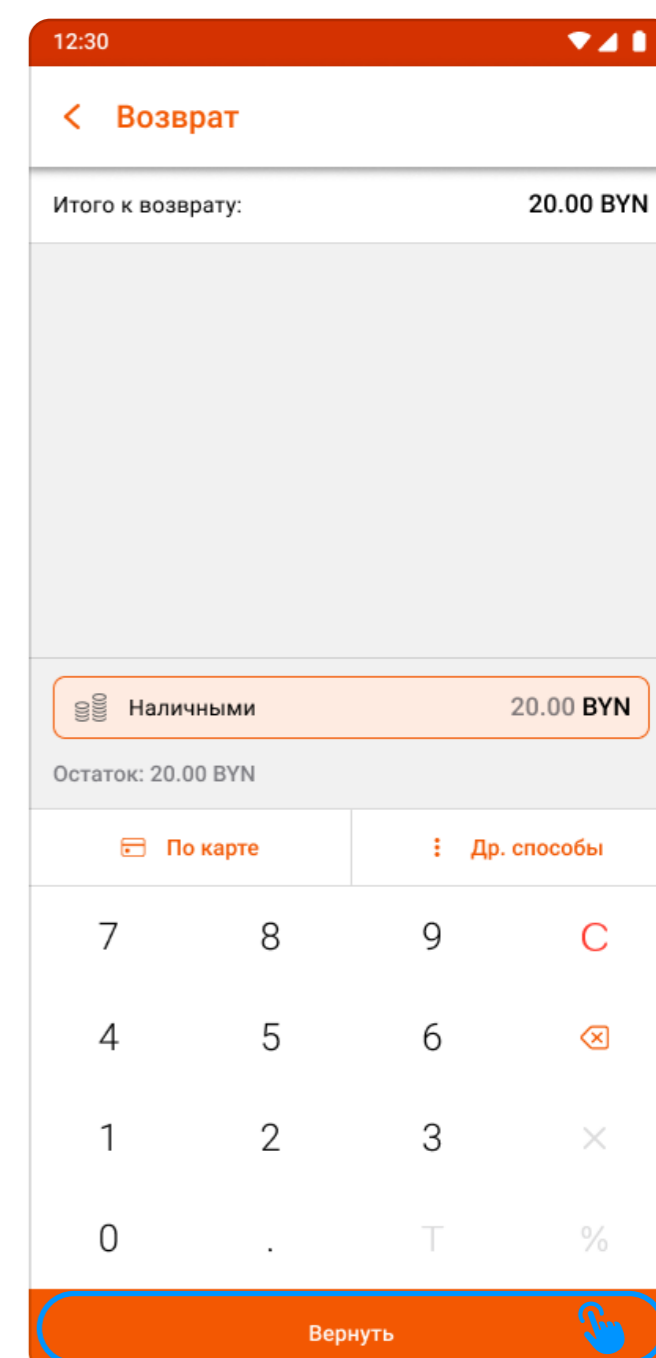 12:30
Возврат
Итого к возврату: 20.00 BYN
Наличными 20.00 BYN
Остаток: 20.00 BYN
По карте Др. способы
7 8 9 C
4 5 6
1 2 3 ×
0 . T %
Вернуть